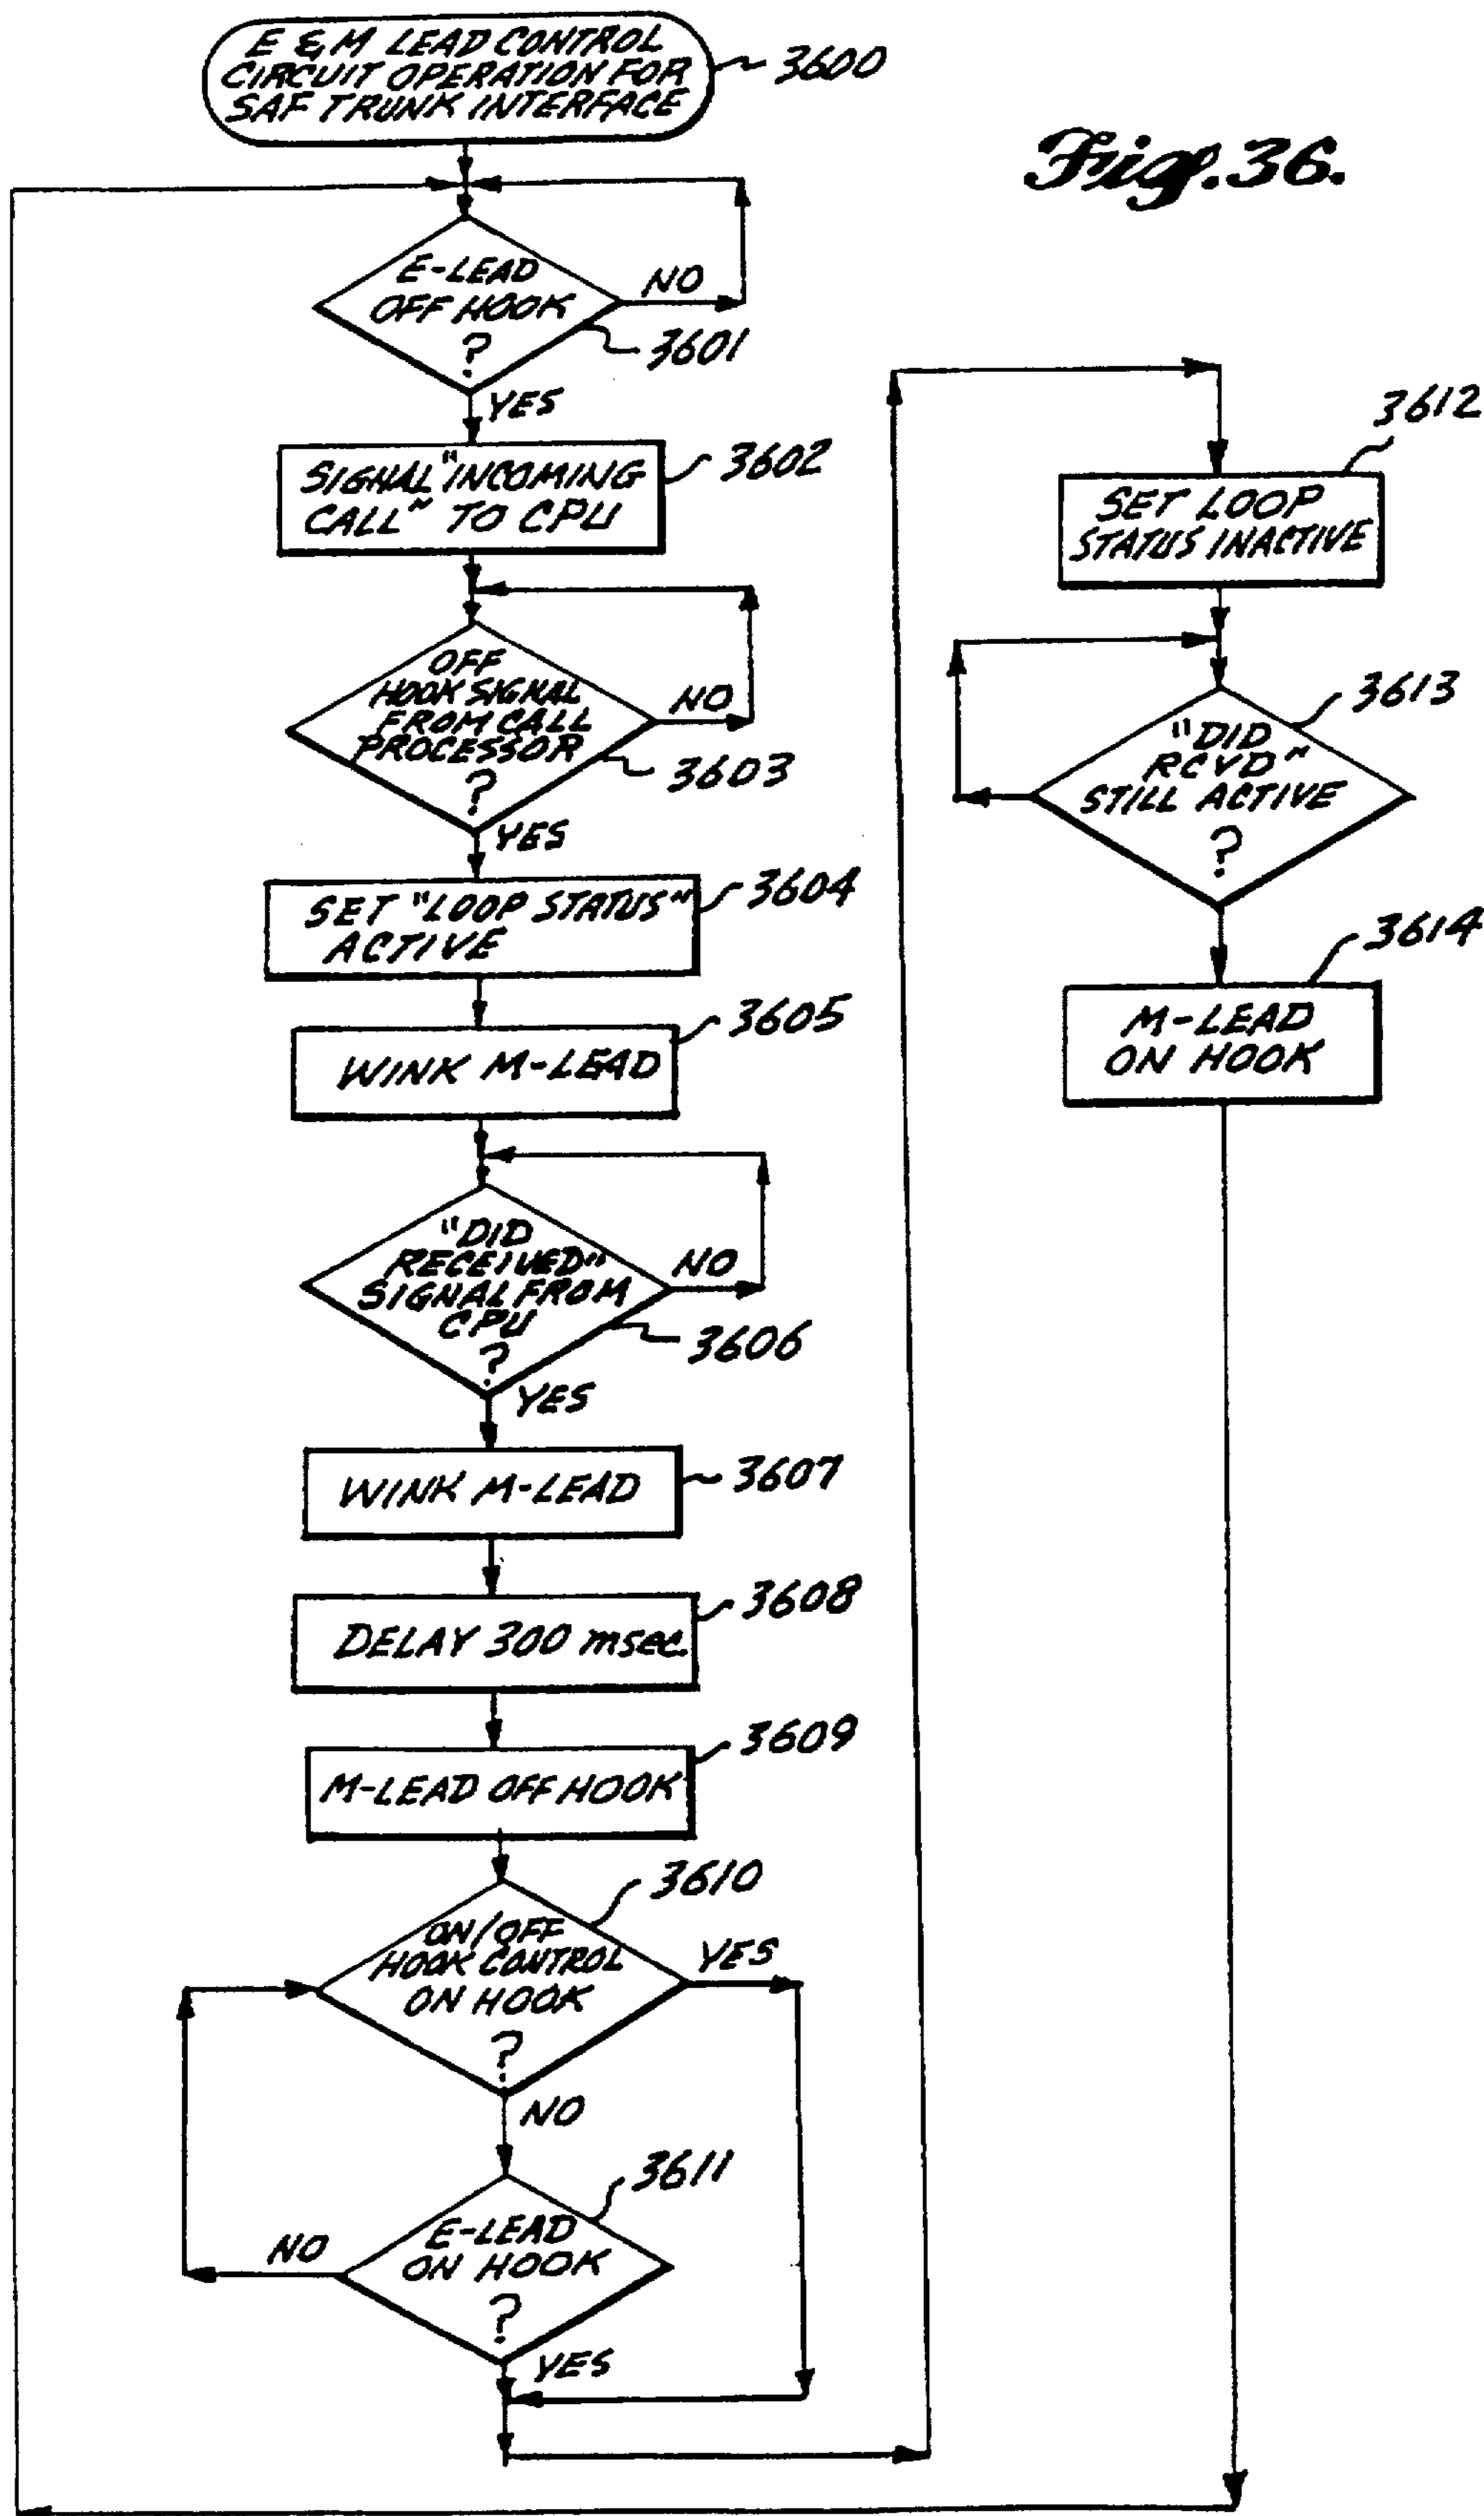 E & M LEAD CONTROL
CIRCUIT OPERATION FOR
SAF TRUNK INTERFACE
3600
Fig. 36.
E-LEAD
OFF HOOK
?
NO
3601
YES
SIGNAL "INCOMING
CALL" TO CPU
3602
OFF
HOOK SIGNAL
FROM CALL
PROCESSOR
?
NO
3603
YES
SET "LOOP STATUS"
ACTIVE
3604
WINK M-LEAD
3605
"DID
RECEIVED"
SIGNAL FROM
CPU
?
NO
3606
YES
WINK M-LEAD
3607
DELAY 300 msec.
3608
M-LEAD OFF HOOK
3609
ON/OFF
HOOK CONTROL
ON HOOK
?
3610
YES
NO
E-LEAD
ON HOOK
?
3611
NO
YES
3612
SET LOOP
STATUS INACTIVE
3613
"DID
RCVD"
STILL ACTIVE
?
3614
M-LEAD
ON HOOK